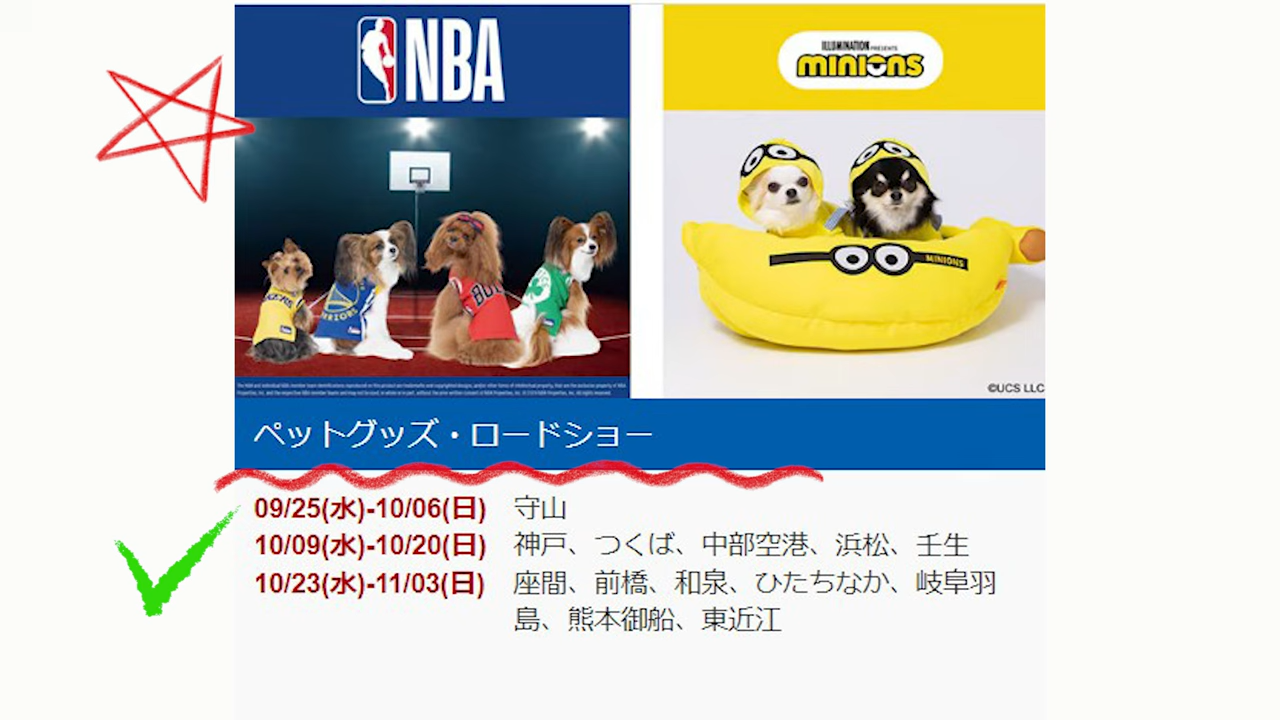 NBA
ILLUMINATION PRESENTS
MINIONS
WARRIORS
BUL
MINIONS
©UCS LLC
ペットグッズ・ロードショー
09/25(水)-10/06(日) 守山
10/09(水)-10/20(日) 神戸、つくば、中部空港、浜松、壬生
10/23(水)-11/03(日) 座間、前橋、和泉、ひたちなか、岐阜羽
島、熊本御船、東近江